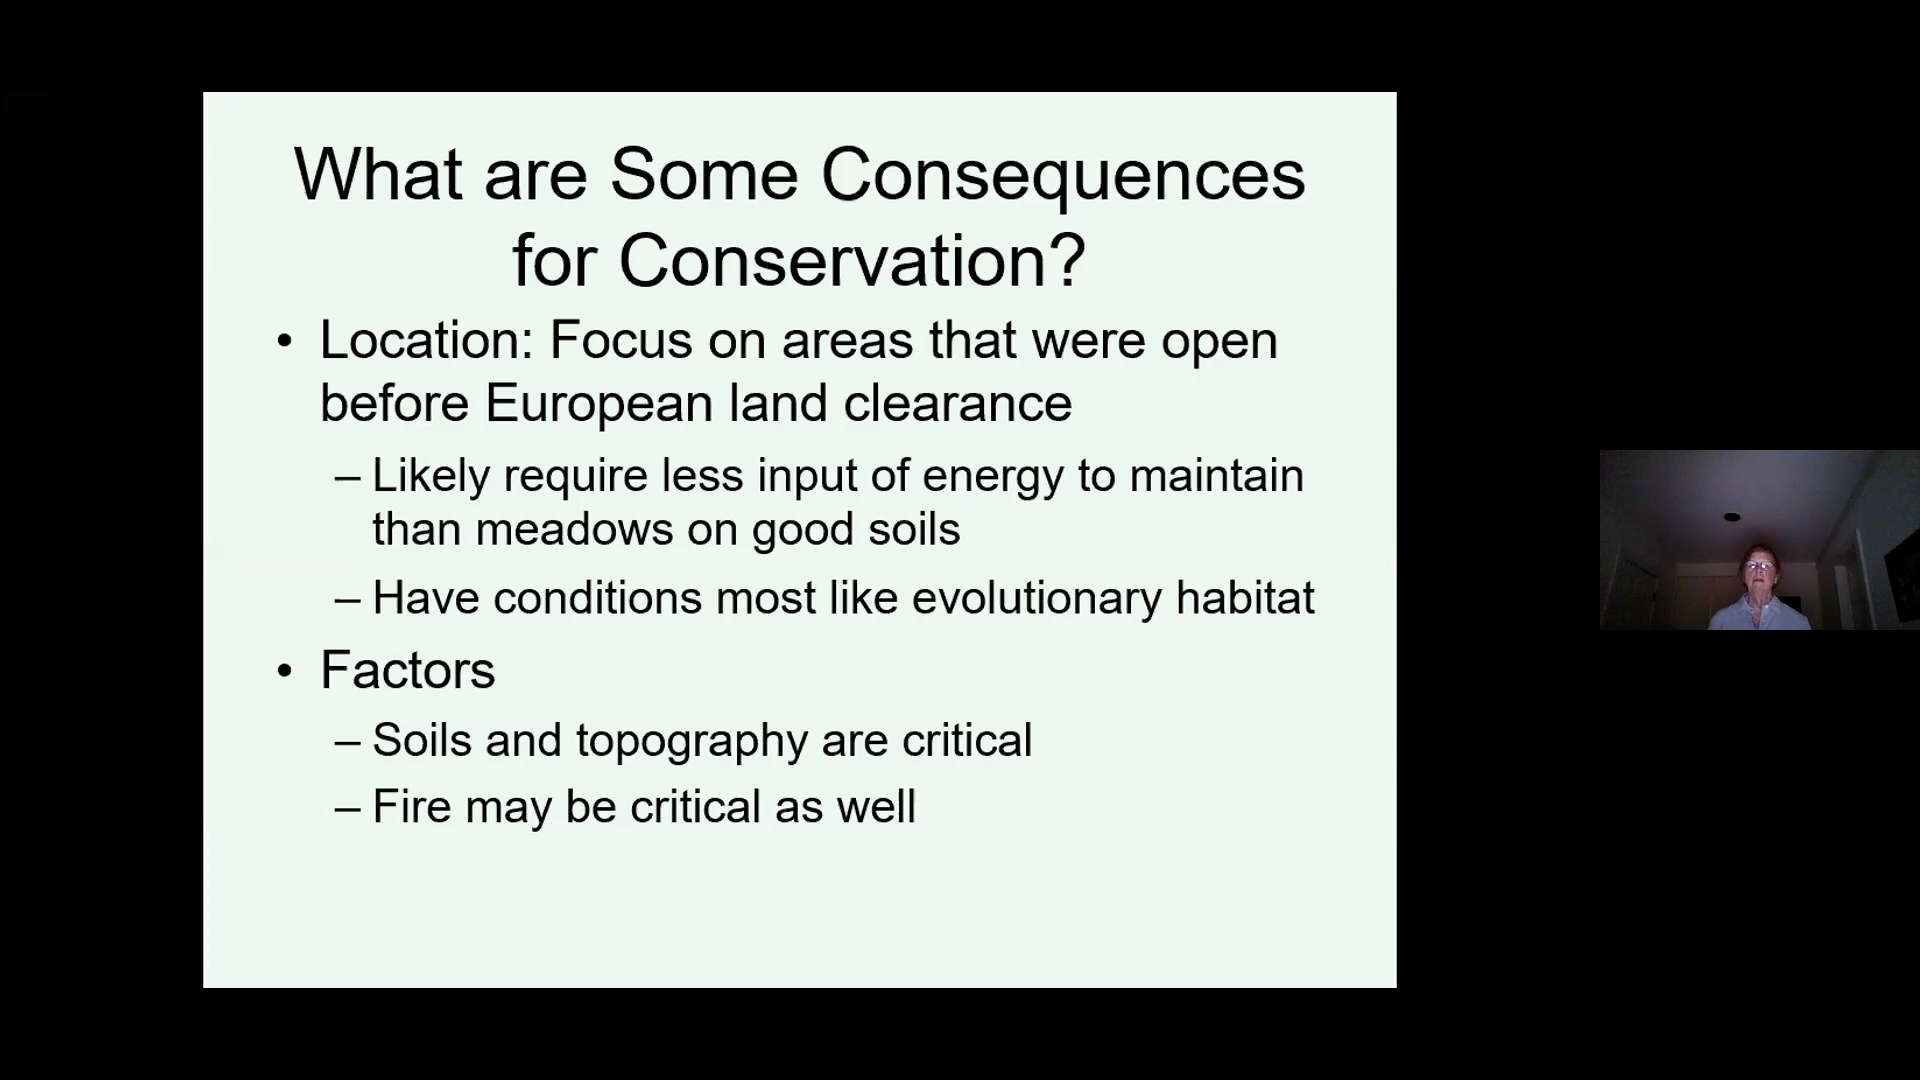 What are Some Consequences
for Conservation?
• Location: Focus on areas that were open
before European land clearance
– Likely require less input of energy to maintain
than meadows on good soils
– Have conditions most like evolutionary habitat
• Factors
– Soils and topography are critical
– Fire may be critical as well